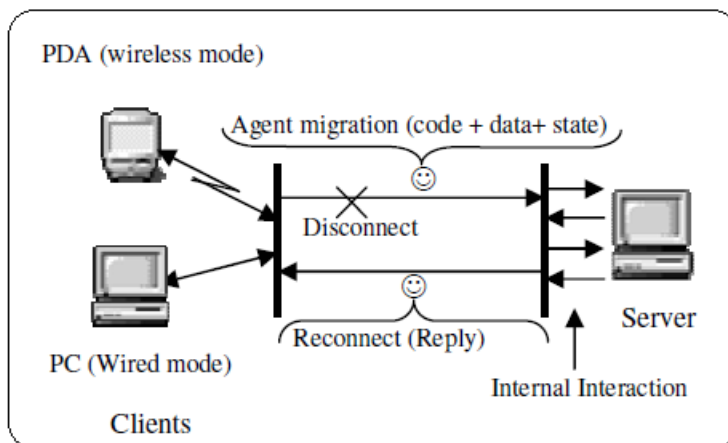 PDA (wireless mode)
Agent migration (code + data+ state)
Disconnect
Server
Reconnect (Reply)
PC (Wired mode)
Internal Interaction
Clients